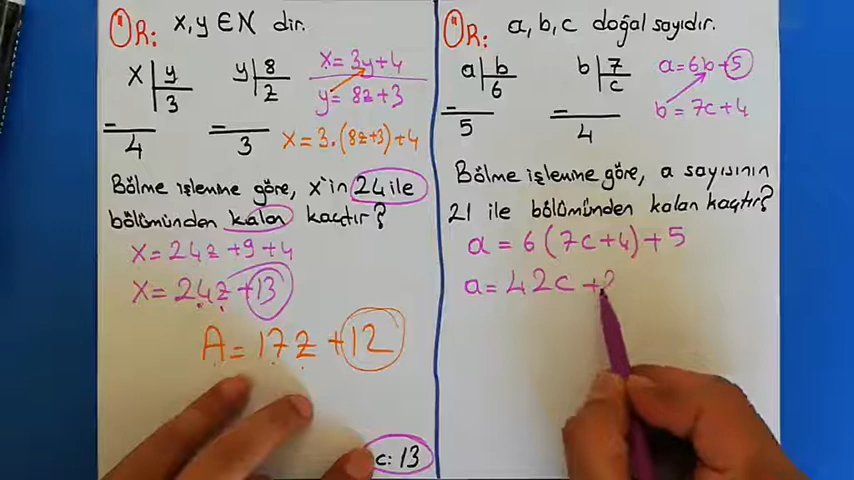 ÖR: x, y ∈ N dir.
x | y
3
4
y | 8
2
3
x = 3y + 4
y = 8z + 3
x = 3.(8z+3)+4
Bölme işlemine göre, x'in 24 ile
bölümünden kalan kaçtır?
x = 24z + 9 + 4
x = 24z + 13
A = 17z + 12
c: 13
ÖR: a, b, c doğal sayıdır.
a | b
6
5
b | 7
c
4
a = 6b + 5
b = 7c + 4
Bölme işlemine göre, a sayısının
21 ile bölümünden kalan kaçtır?
a = 6(7c+4)+5
a = 42c +